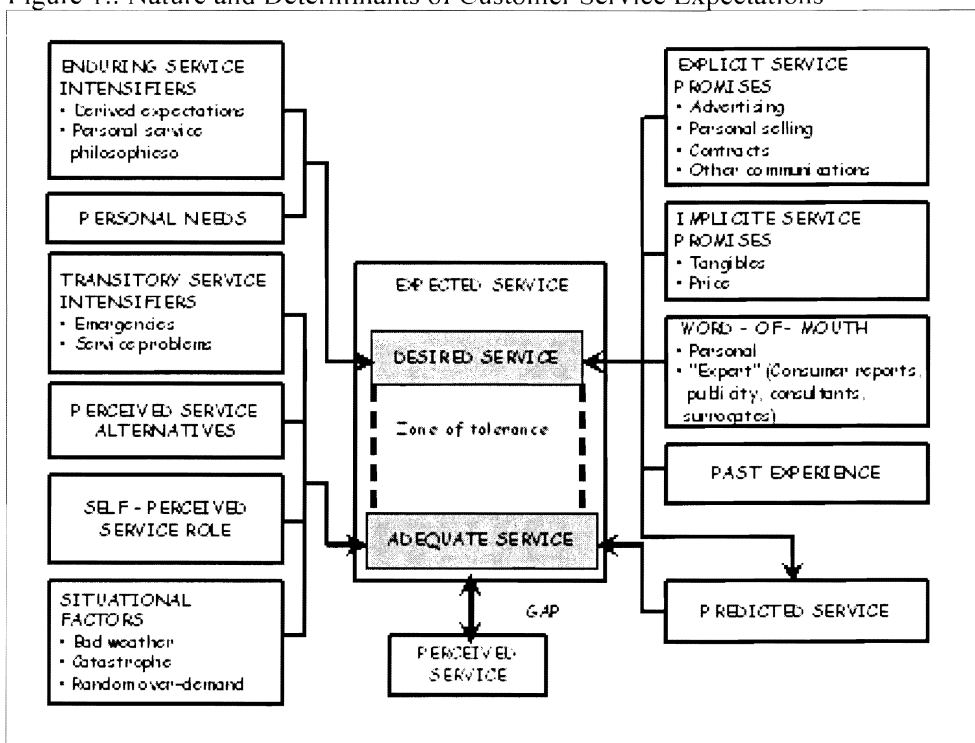 Figure 1.: Nature and Determinants of Customer Service Expectations
ENDURING SERVICE
INTENSIFIERS
• Derived expectations
• Personal service
philosophieso
PERSONAL NEEDS
TRANSITORY SERVICE
INTENSIFIERS
• Emergencies
• Service problems
PERCEIVED SERVICE
ALTERNATIVES
SELF - PERCEIVED
SERVICE ROLE
SITUATIONAL
FACTORS
• Bad weather
• Catastrophe
• Random over-demand
EXPECTED SERVICE
DESIRED SERVICE
Zone of tolerance
ADEQUATE SERVICE
GAP
PERCEIVED
SERVICE
EXPLICIT SERVICE
PROMISES
• Advertising
• Personal selling
• Contracts
• Other communications
IMPLICITE SERVICE
PROMISES
• Tangibles
• Price
WORD - OF - MOUTH
• Personal
• "Expert" (Consumer reports,
publicity, consultants,
surrogates)
PAST EXPERIENCE
PREDICTED SERVICE